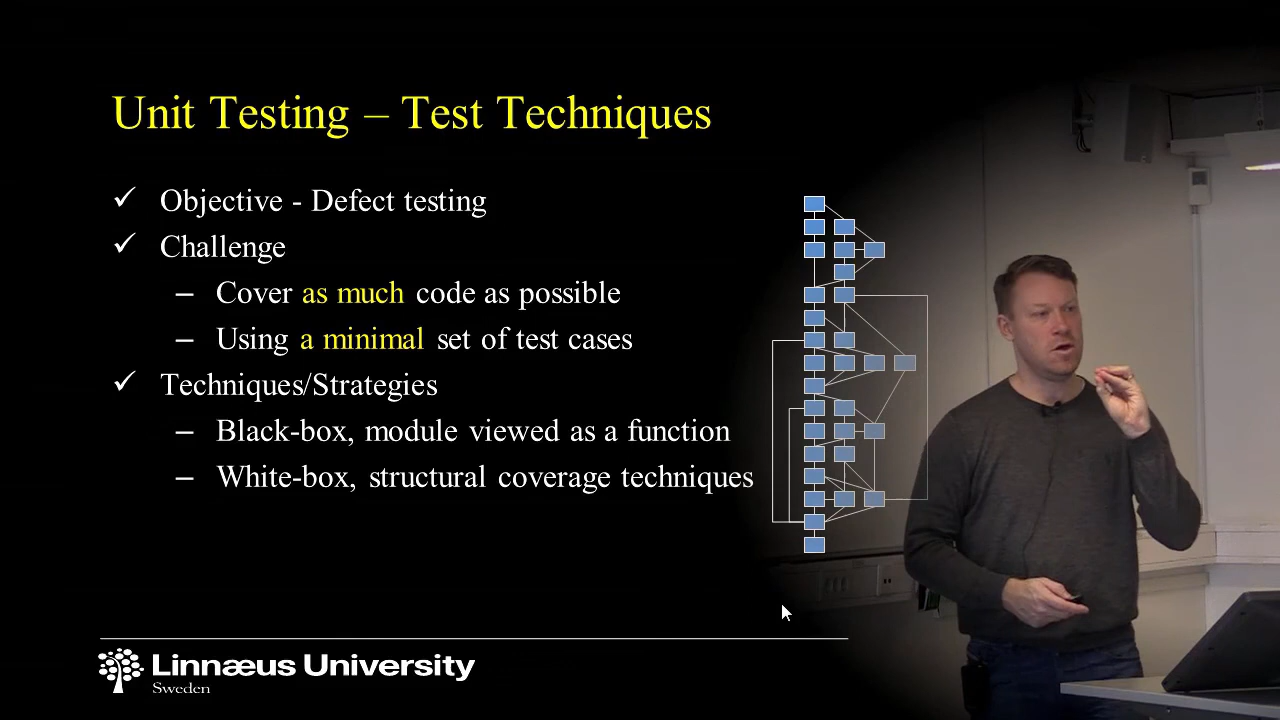 Unit Testing – Test Techniques
✓ Objective - Defect testing
✓ Challenge
– Cover as much code as possible
– Using a minimal set of test cases
✓ Techniques/Strategies
– Black-box, module viewed as a function
– White-box, structural coverage techniques
Linnæus University
Sweden